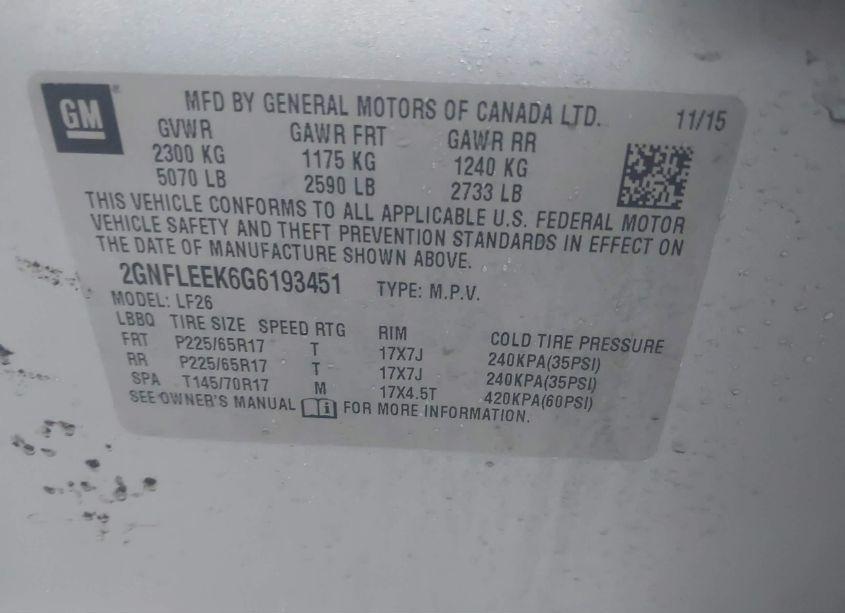 GM
MFD BY GENERAL MOTORS OF CANADA LTD. 11/15
GVWR GAWR FRT GAWR RR
2300 KG 1175 KG 1240 KG
5070 LB 2590 LB 2733 LB
THIS VEHICLE CONFORMS TO ALL APPLICABLE U.S. FEDERAL MOTOR
VEHICLE SAFETY AND THEFT PREVENTION STANDARDS IN EFFECT ON
THE DATE OF MANUFACTURE SHOWN ABOVE.
2GNFLEEK6G6193451 TYPE: M.P.V.
MODEL: LF26
LBBQ TIRE SIZE SPEED RTG RIM COLD TIRE PRESSURE
FRT P225/65R17 T 17X7J 240KPA(35PSI)
RR P225/65R17 T 17X7J 240KPA(35PSI)
SPA T145/70R17 M 17X4.5T 420KPA(60PSI)
SEE OWNER'S MANUAL FOR MORE INFORMATION.